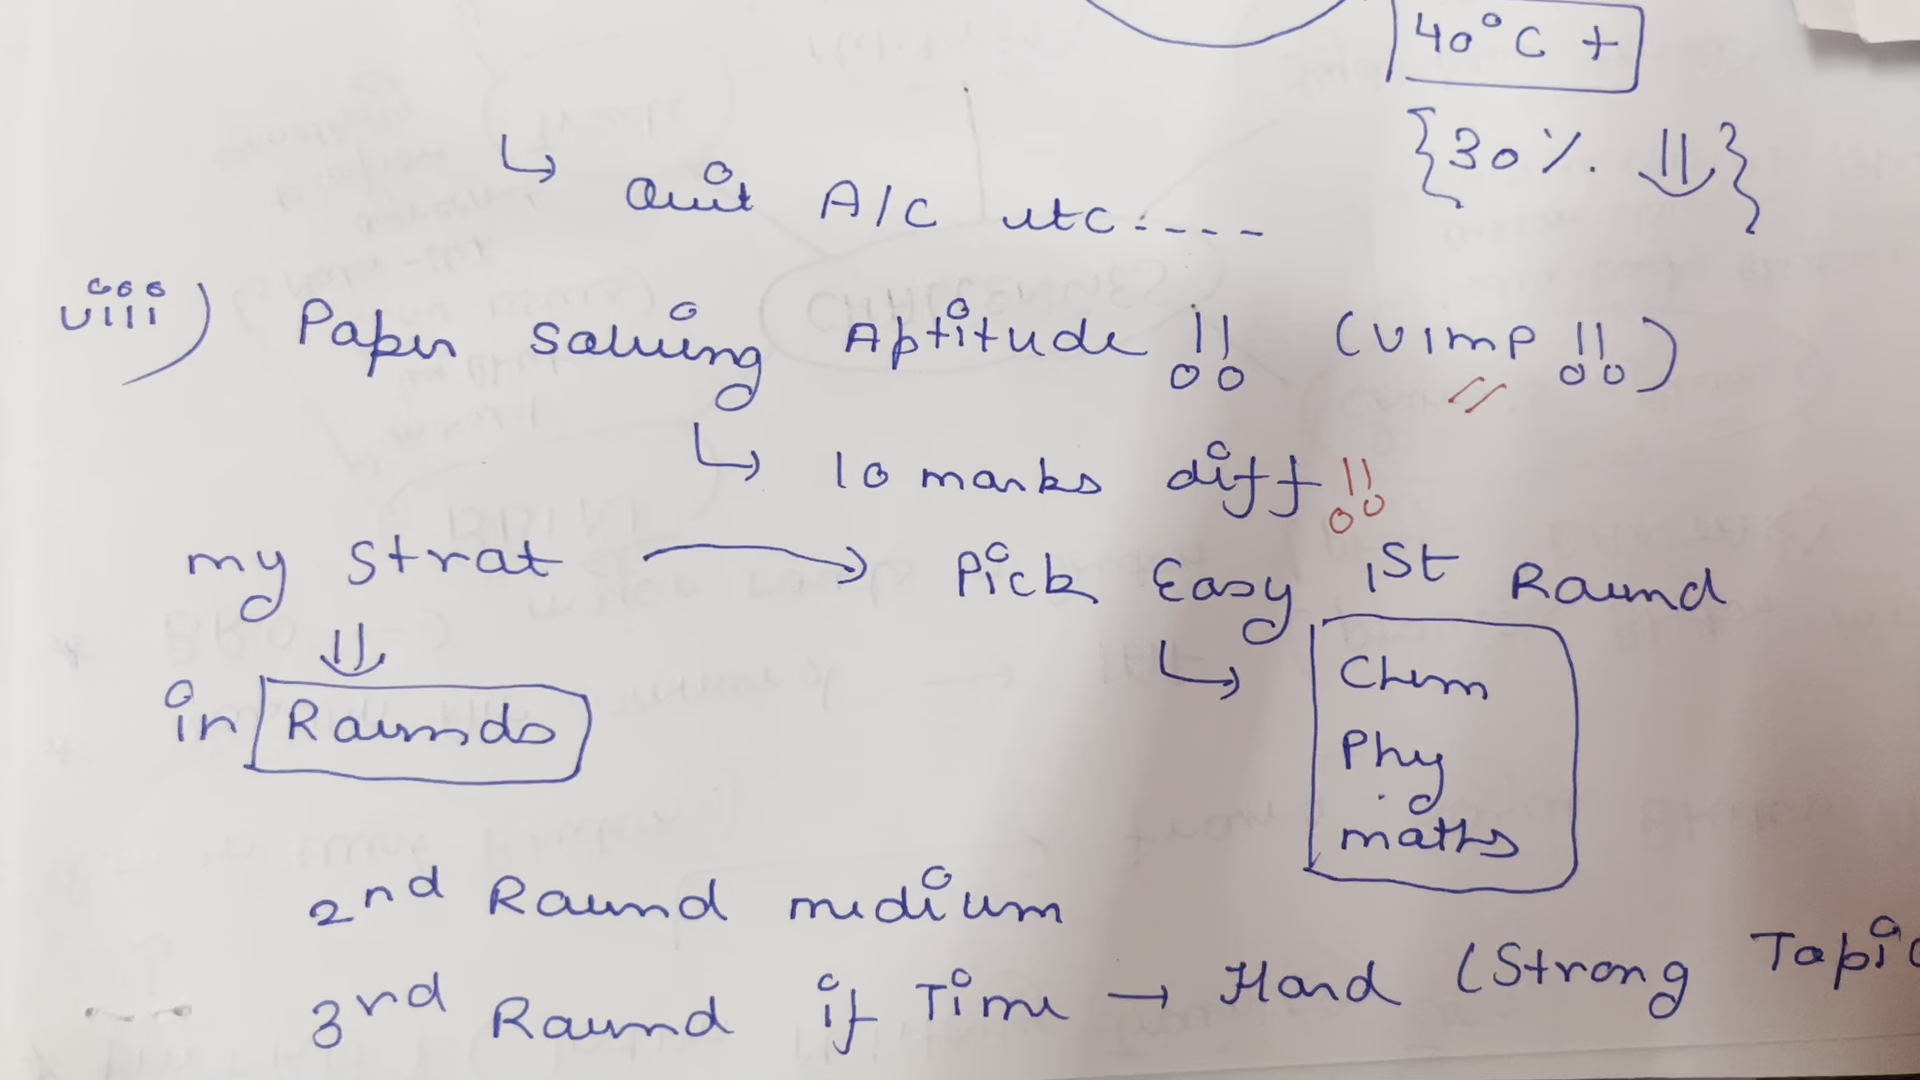 40°C +
{30% ⇓}
↳ Quit A/C etc....
viii) Paper solving Aptitude !! (VIMP !!)
↳ 10 marks diff !!
my strat → Pick Easy 1st Round
⇓ ↳ Chem
in Rounds Phy
maths
2nd Round medium
3rd Round if Time → Hard (Strong Topic